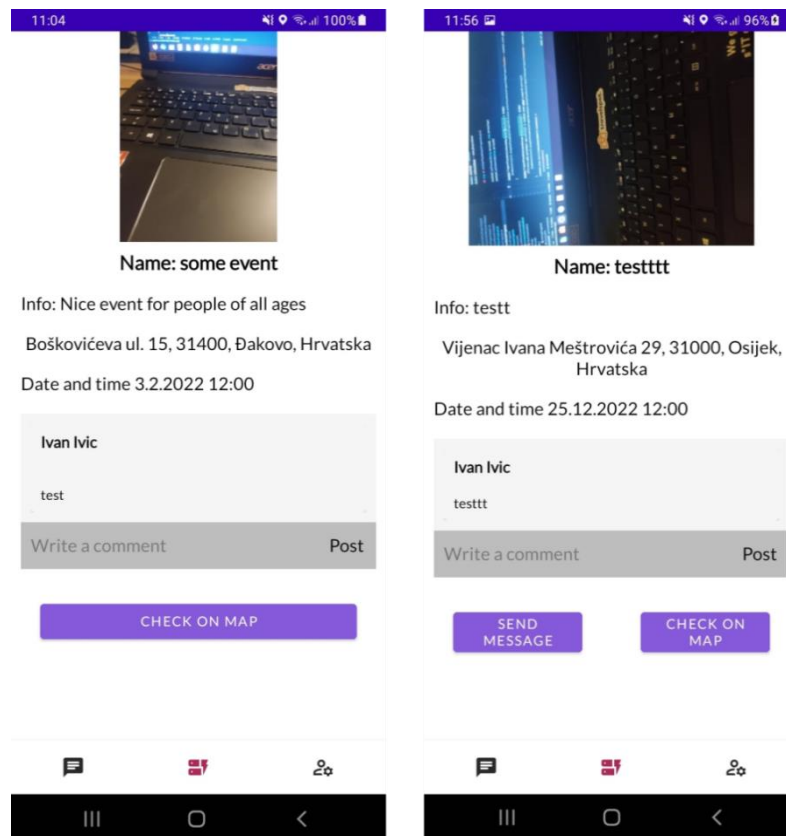 11:04
100%
acer
Name: some event
Info: Nice event for people of all ages
Boškovićeva ul. 15, 31400, Đakovo, Hrvatska
Date and time 3.2.2022 12:00
Ivan Ivic
test
Write a comment
Post
CHECK ON MAP
11:56
96%
Name: testttt
Info: testt
Vijenac Ivana Meštrovića 29, 31000, Osijek,
Hrvatska
Date and time 25.12.2022 12:00
Ivan Ivic
testtt
Write a comment
Post
SEND
MESSAGE
CHECK ON
MAP